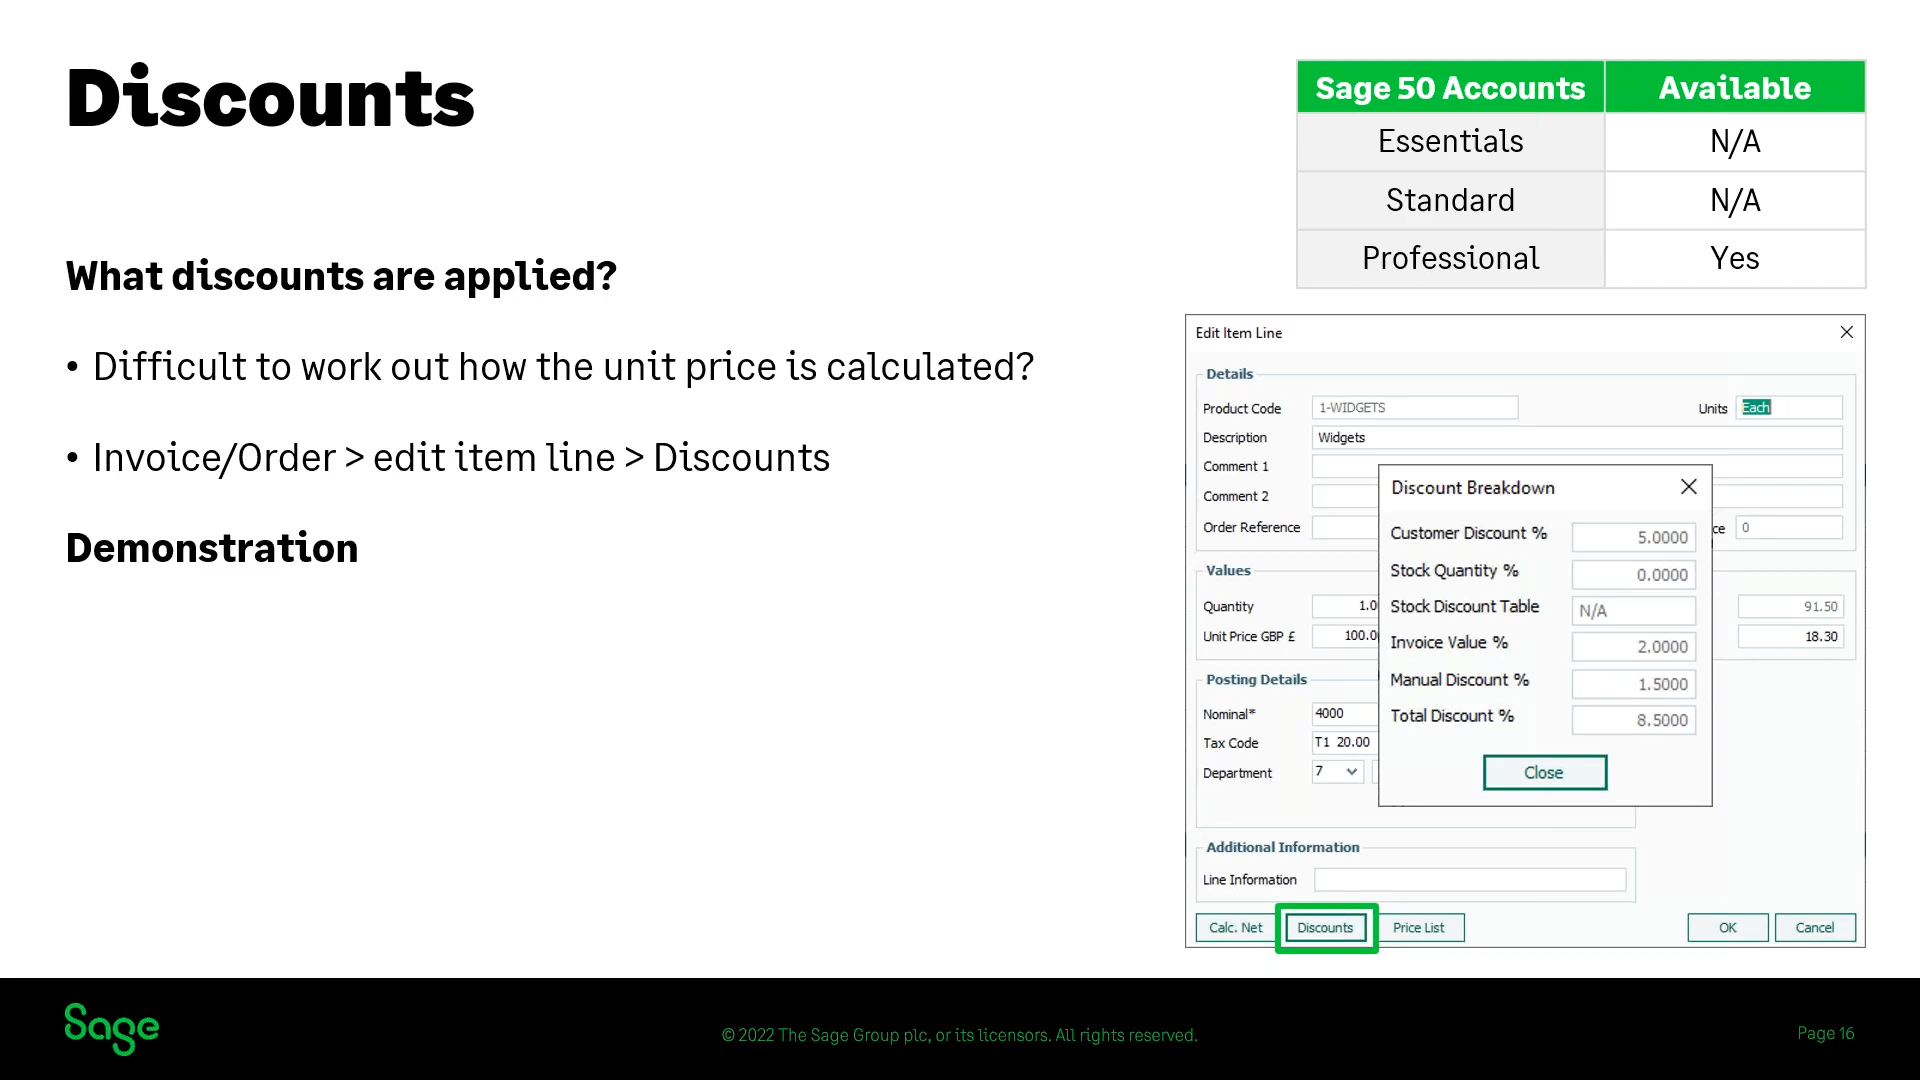 Discounts
Sage 50 Accounts Available
Essentials N/A
Standard N/A
Professional Yes
What discounts are applied?
• Difficult to work out how the unit price is calculated?
• Invoice/Order > edit item line > Discounts
Demonstration
Edit Item Line
Details
Product Code 1-WIDGETS Units Each
Description Widgets
Comment 1
Comment 2
Order Reference 0
Values
Quantity 1.0 91.50
Unit Price GBP £ 100.0 18.30
Posting Details
Nominal* 4000
Tax Code T1 20.00
Department 7
Discount Breakdown
Customer Discount % 5.0000
Stock Quantity % 0.0000
Stock Discount Table N/A
Invoice Value % 2.0000
Manual Discount % 1.5000
Total Discount % 8.5000
Close
Additional Information
Line Information
Calc. Net Discounts Price List OK Cancel
Sage
© 2022 The Sage Group plc, or its licensors. All rights reserved.
Page 16